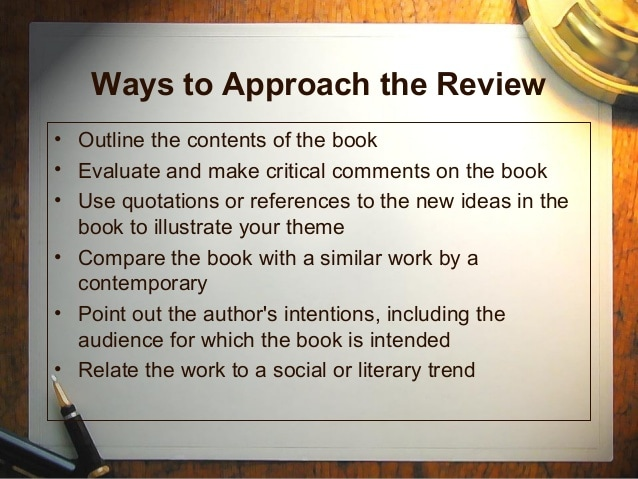 Ways to Approach the Review
• Outline the contents of the book
• Evaluate and make critical comments on the book
• Use quotations or references to the new ideas in the
book to illustrate your theme
• Compare the book with a similar work by a
contemporary
• Point out the author's intentions, including the
audience for which the book is intended
• Relate the work to a social or literary trend